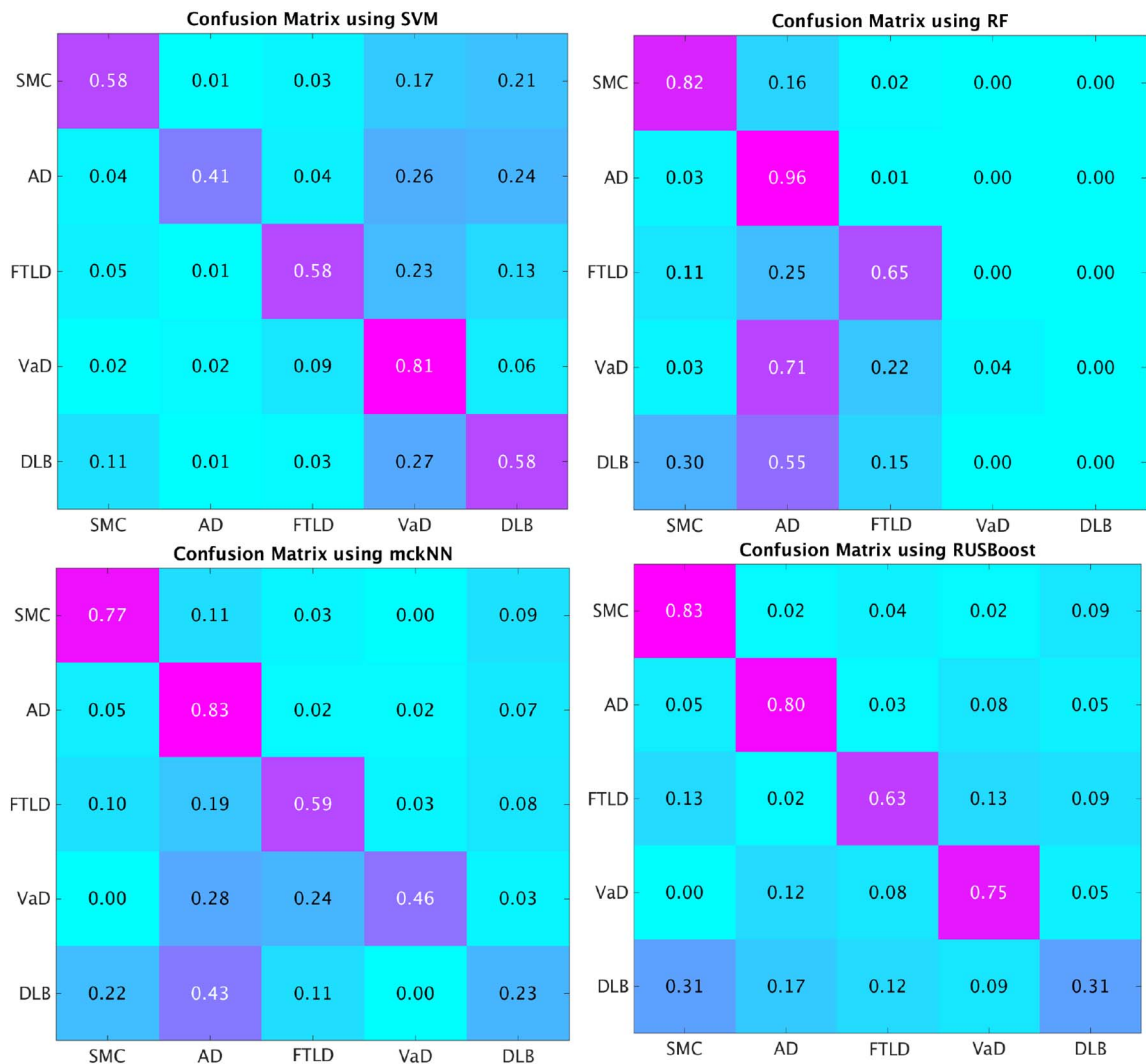 Confusion Matrix using SVM
SMC 0.58 0.01 0.03 0.17 0.21
AD 0.04 0.41 0.04 0.26 0.24
FTLD 0.05 0.01 0.58 0.23 0.13
VaD 0.02 0.02 0.09 0.81 0.06
DLB 0.11 0.01 0.03 0.27 0.58
SMC AD FTLD VaD DLB
Confusion Matrix using RF
SMC 0.82 0.16 0.02 0.00 0.00
AD 0.03 0.96 0.01 0.00 0.00
FTLD 0.11 0.25 0.65 0.00 0.00
VaD 0.03 0.71 0.22 0.04 0.00
DLB 0.30 0.55 0.15 0.00 0.00
SMC AD FTLD VaD DLB
Confusion Matrix using mckNN
SMC 0.77 0.11 0.03 0.00 0.09
AD 0.05 0.83 0.02 0.02 0.07
FTLD 0.10 0.19 0.59 0.03 0.08
VaD 0.00 0.28 0.24 0.46 0.03
DLB 0.22 0.43 0.11 0.00 0.23
SMC AD FTLD VaD DLB
Confusion Matrix using RUSBoost
SMC 0.83 0.02 0.04 0.02 0.09
AD 0.05 0.80 0.03 0.08 0.05
FTLD 0.13 0.02 0.63 0.13 0.09
VaD 0.00 0.12 0.08 0.75 0.05
DLB 0.31 0.17 0.12 0.09 0.31
SMC AD FTLD VaD DLB